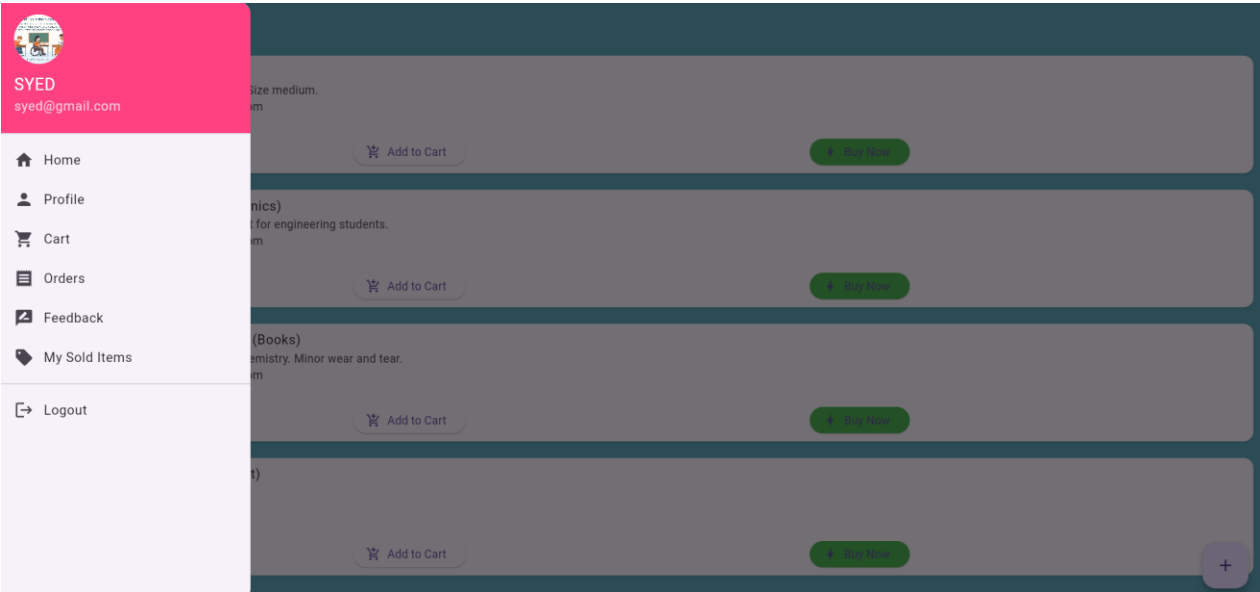 SYED
syed@gmail.com
Home
Profile
Cart
Orders
Feedback
My Sold Items
Logout
Size medium.
om
Add to Cart
Buy Now
nics)
t for engineering students.
om
Add to Cart
Buy Now
(Books)
emistry. Minor wear and tear.
om
Add to Cart
Buy Now
t)
Add to Cart
Buy Now
+